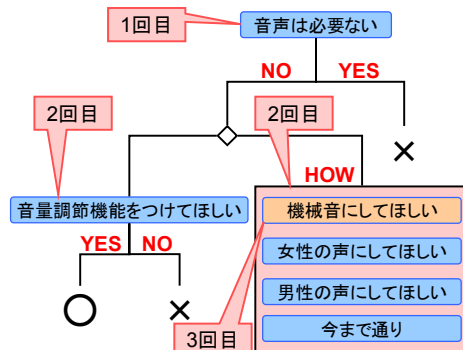 1回目
音声は必要ない
NO
YES
2回目
2回目
HOW
音量調節機能をつけてほしい
機械音にしてほしい
YES
NO
女性の声にしてほしい
男性の声にしてほしい
3回目
今まで通り